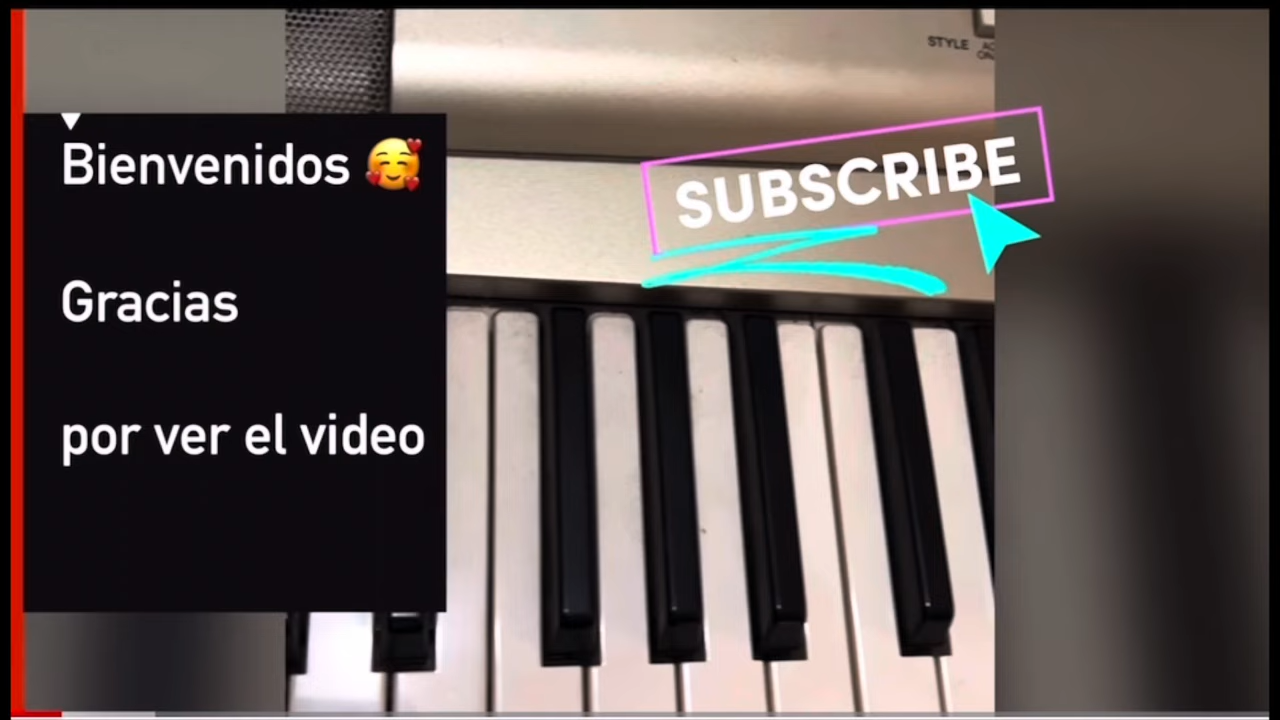 STYLE
Bienvenidos 🥰
SUBSCRIBE
Gracias
por ver el video